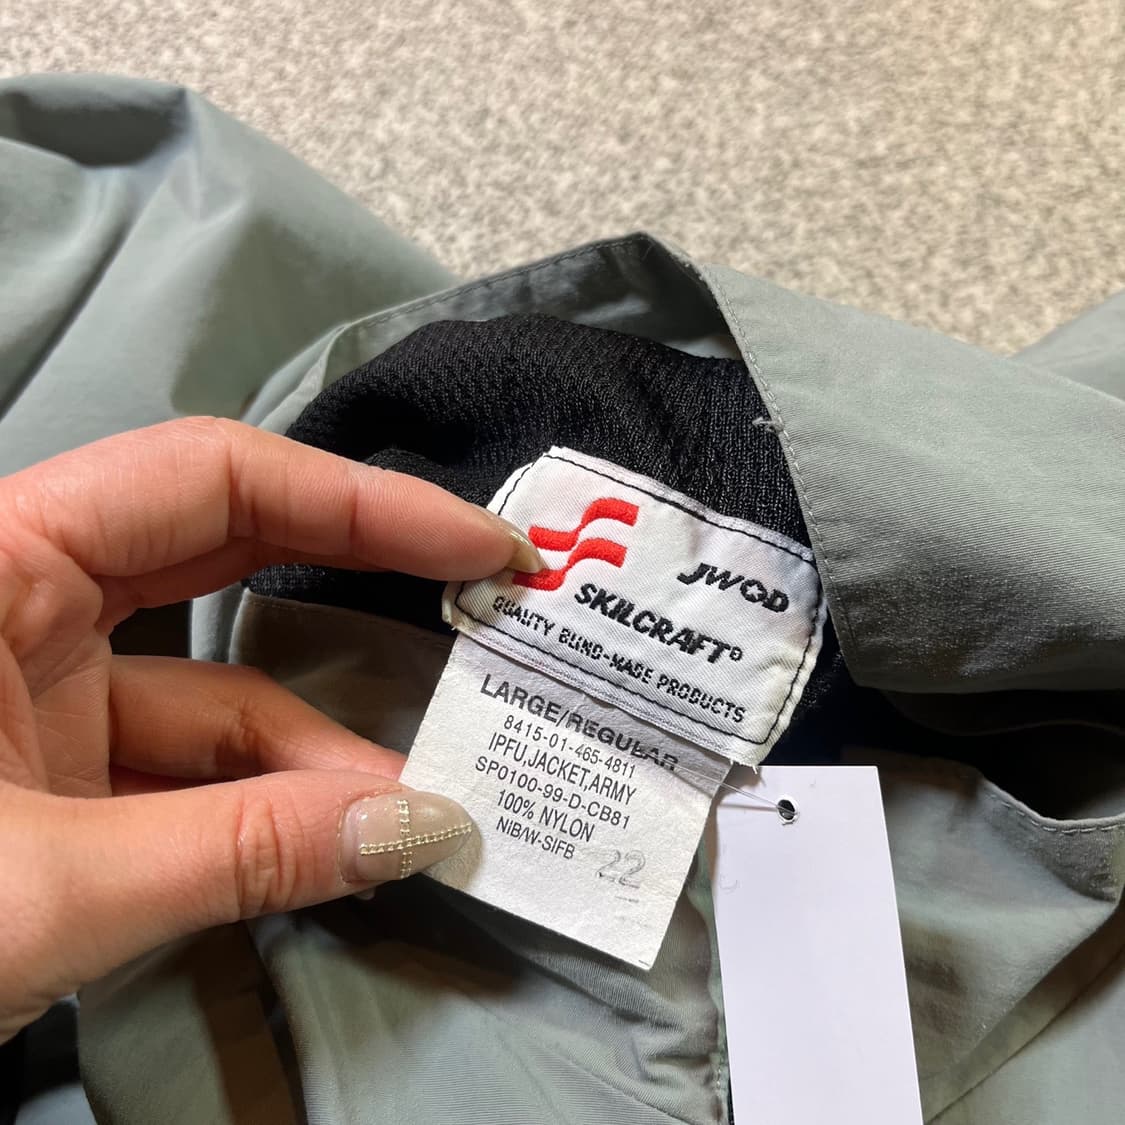 JWOD
SKILCRAFT®
QUALITY BLIND-MADE PRODUCTS
LARGE/REGULAR
8415-01-465-4811
IPFU,JACKET,ARMY
SP0100-99-D-CB81
100% NYLON
NIB/W-SIFB
22